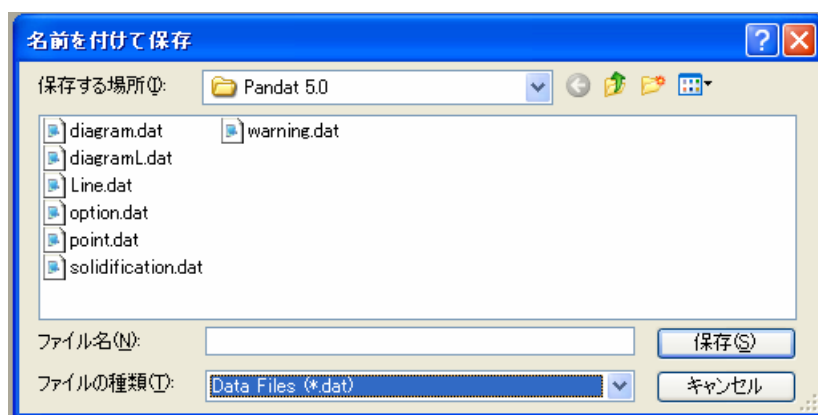 名前を付けて保存
保存する場所(I): Pandat 5.0
diagram.dat warning.dat
diagramL.dat
Line.dat
option.dat
point.dat
solidification.dat
ファイル名(N): 保存(S)
ファイルの種類(T): Data Files (*.dat) キャンセル